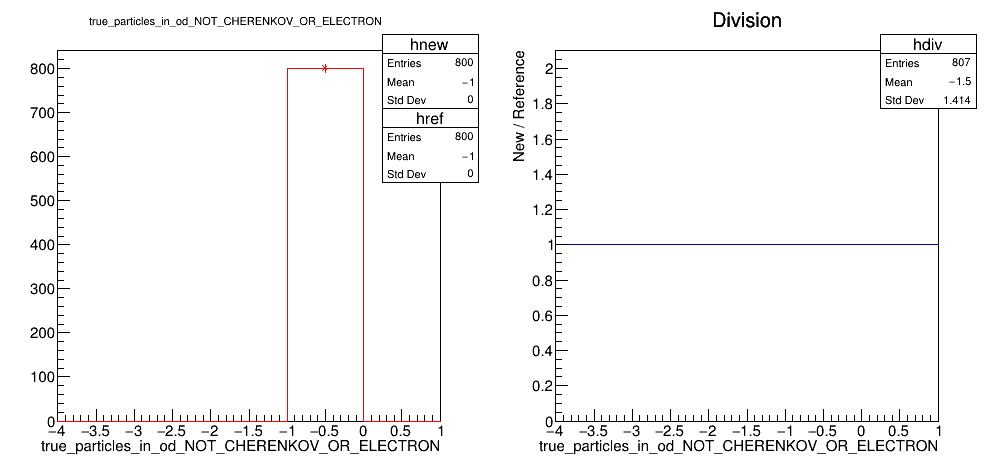 true_particles_in_od_NOT_CHERENKOV_OR_ELECTRON
hnew
Entries 800
Mean −1
Std Dev 0
href
Entries 800
Mean −1
Std Dev 0
800
700
600
500
400
300
200
100
0
−4 −3.5 −3 −2.5 −2 −1.5 −1 −0.5 0 0.5 1
true_particles_in_od_NOT_CHERENKOV_OR_ELECTRON
Division
hdiv
Entries 807
Mean −1.5
Std Dev 1.414
New / Reference
2
1.8
1.6
1.4
1.2
1
0.8
0.6
0.4
0.2
0
−4 −3.5 −3 −2.5 −2 −1.5 −1 −0.5 0 0.5 1
true_particles_in_od_NOT_CHERENKOV_OR_ELECTRON